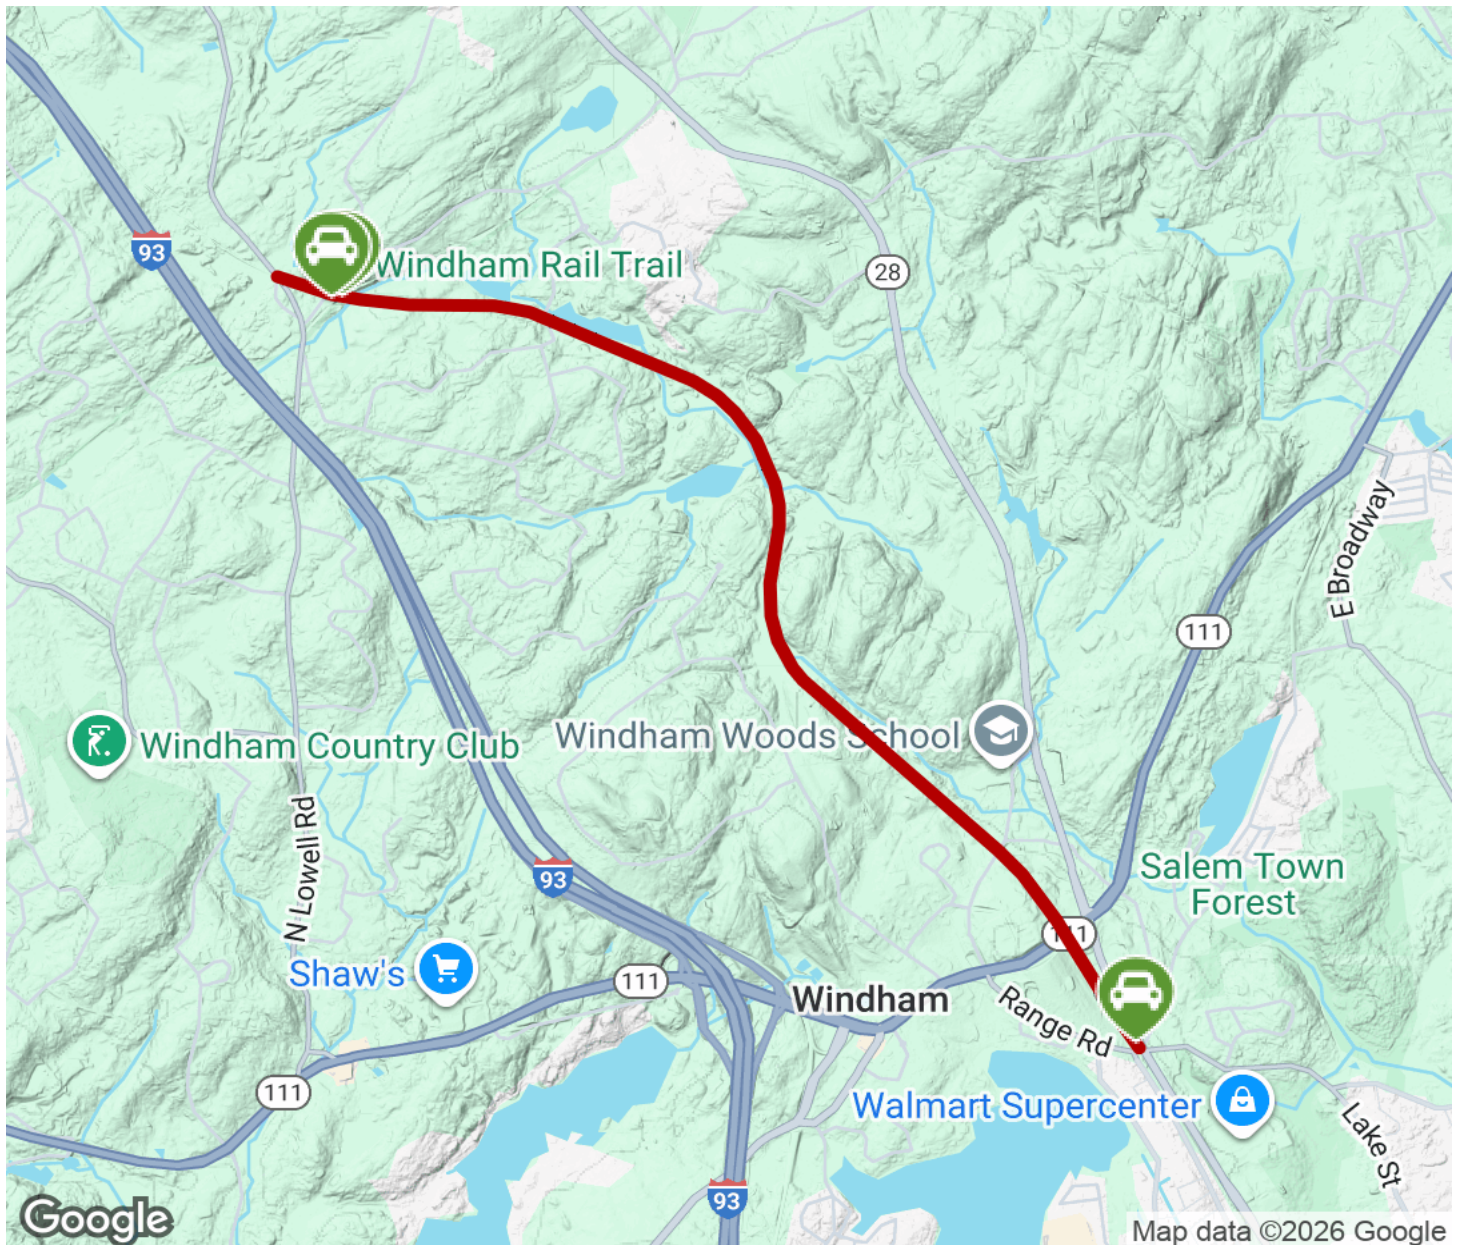 93
Windham Rail Trail
28
E Broadway
111
Windham Woods School
Windham Country Club
N Lowell Rd
93
Salem Town
Forest
111
Shaw's
111
Windham
Range Rd
111
Walmart Supercenter
Lake St
93
Google
Map data ©2026 Google